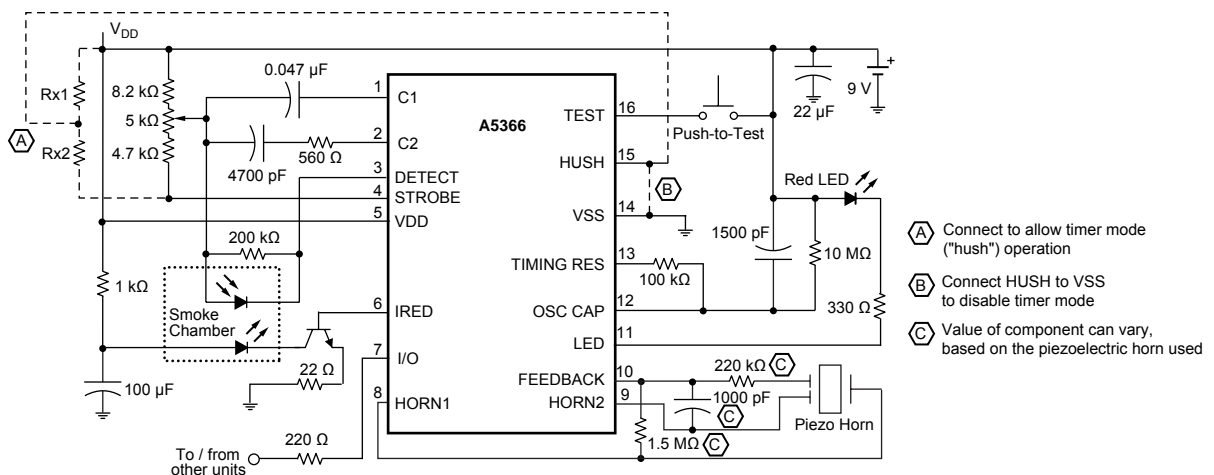 V_DD
Rx1
Rx2
A
8.2 kΩ
5 kΩ
4.7 kΩ
0.047 µF
4700 pF
560 Ω
200 kΩ
1 kΩ
Smoke
Chamber
100 µF
22 Ω
220 Ω
To / from
other units
A5366
1
C1
2
C2
3
DETECT
4
STROBE
5
VDD
6
IRED
7
I/O
8
HORN1
TEST
16
HUSH
15
VSS
14
TIMING RES
13
OSC CAP
12
LED
11
FEEDBACK
10
HORN2
9
Push-to-Test
22 µF
9 V
+
B
Red LED
1500 pF
10 MΩ
100 kΩ
330 Ω
220 kΩ
C
1000 pF
C
1.5 MΩ
C
Piezo Horn
A Connect to allow timer mode
("hush") operation
B Connect HUSH to VSS
to disable timer mode
C Value of component can vary,
based on the piezoelectric horn used